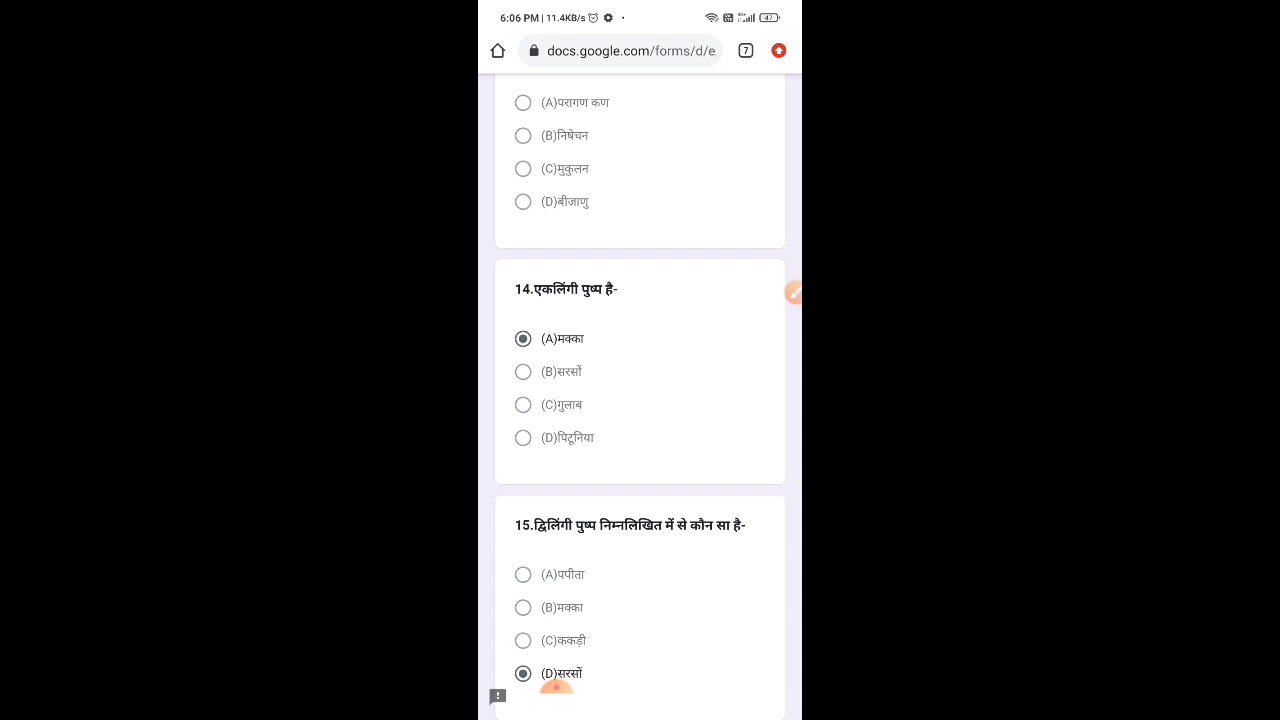 6:06 PM | 11.4KB/s
47
docs.google.com/forms/d/e
7
(A)परागण कण
(B)निषेचन
(C)मुकुलन
(D)बीजाणु
14.एकलिंगी पुष्प है-
(A)मक्का
(B)सरसों
(C)गुलाब
(D)पिटूनिया
15.द्विलिंगी पुष्प निम्नलिखित में से कौन सा है-
(A)पपीता
(B)मक्का
(C)ककड़ी
(D)सरसों